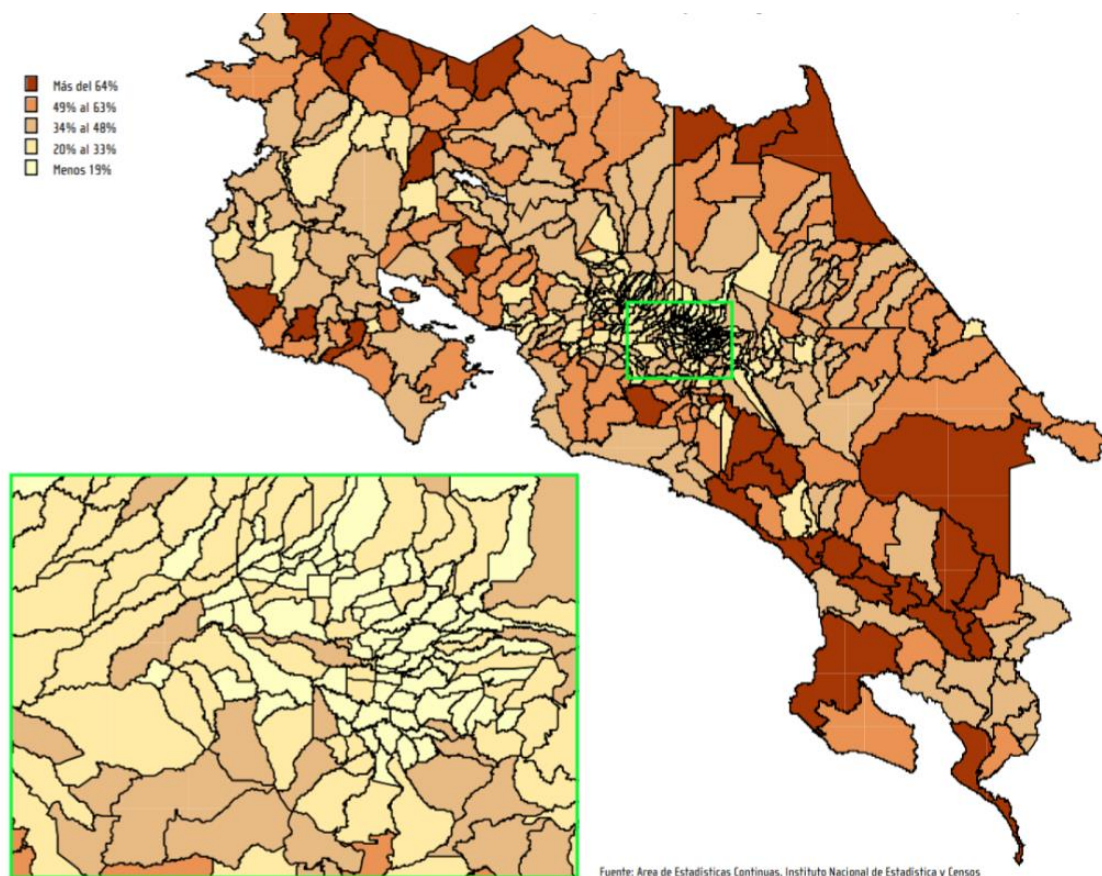 Más del 64%
49% al 63%
34% al 48%
20% al 33%
Menos 19%
Fuente: Area de Estadísticas Continuas, Instituto Nacional de Estadística y Censos